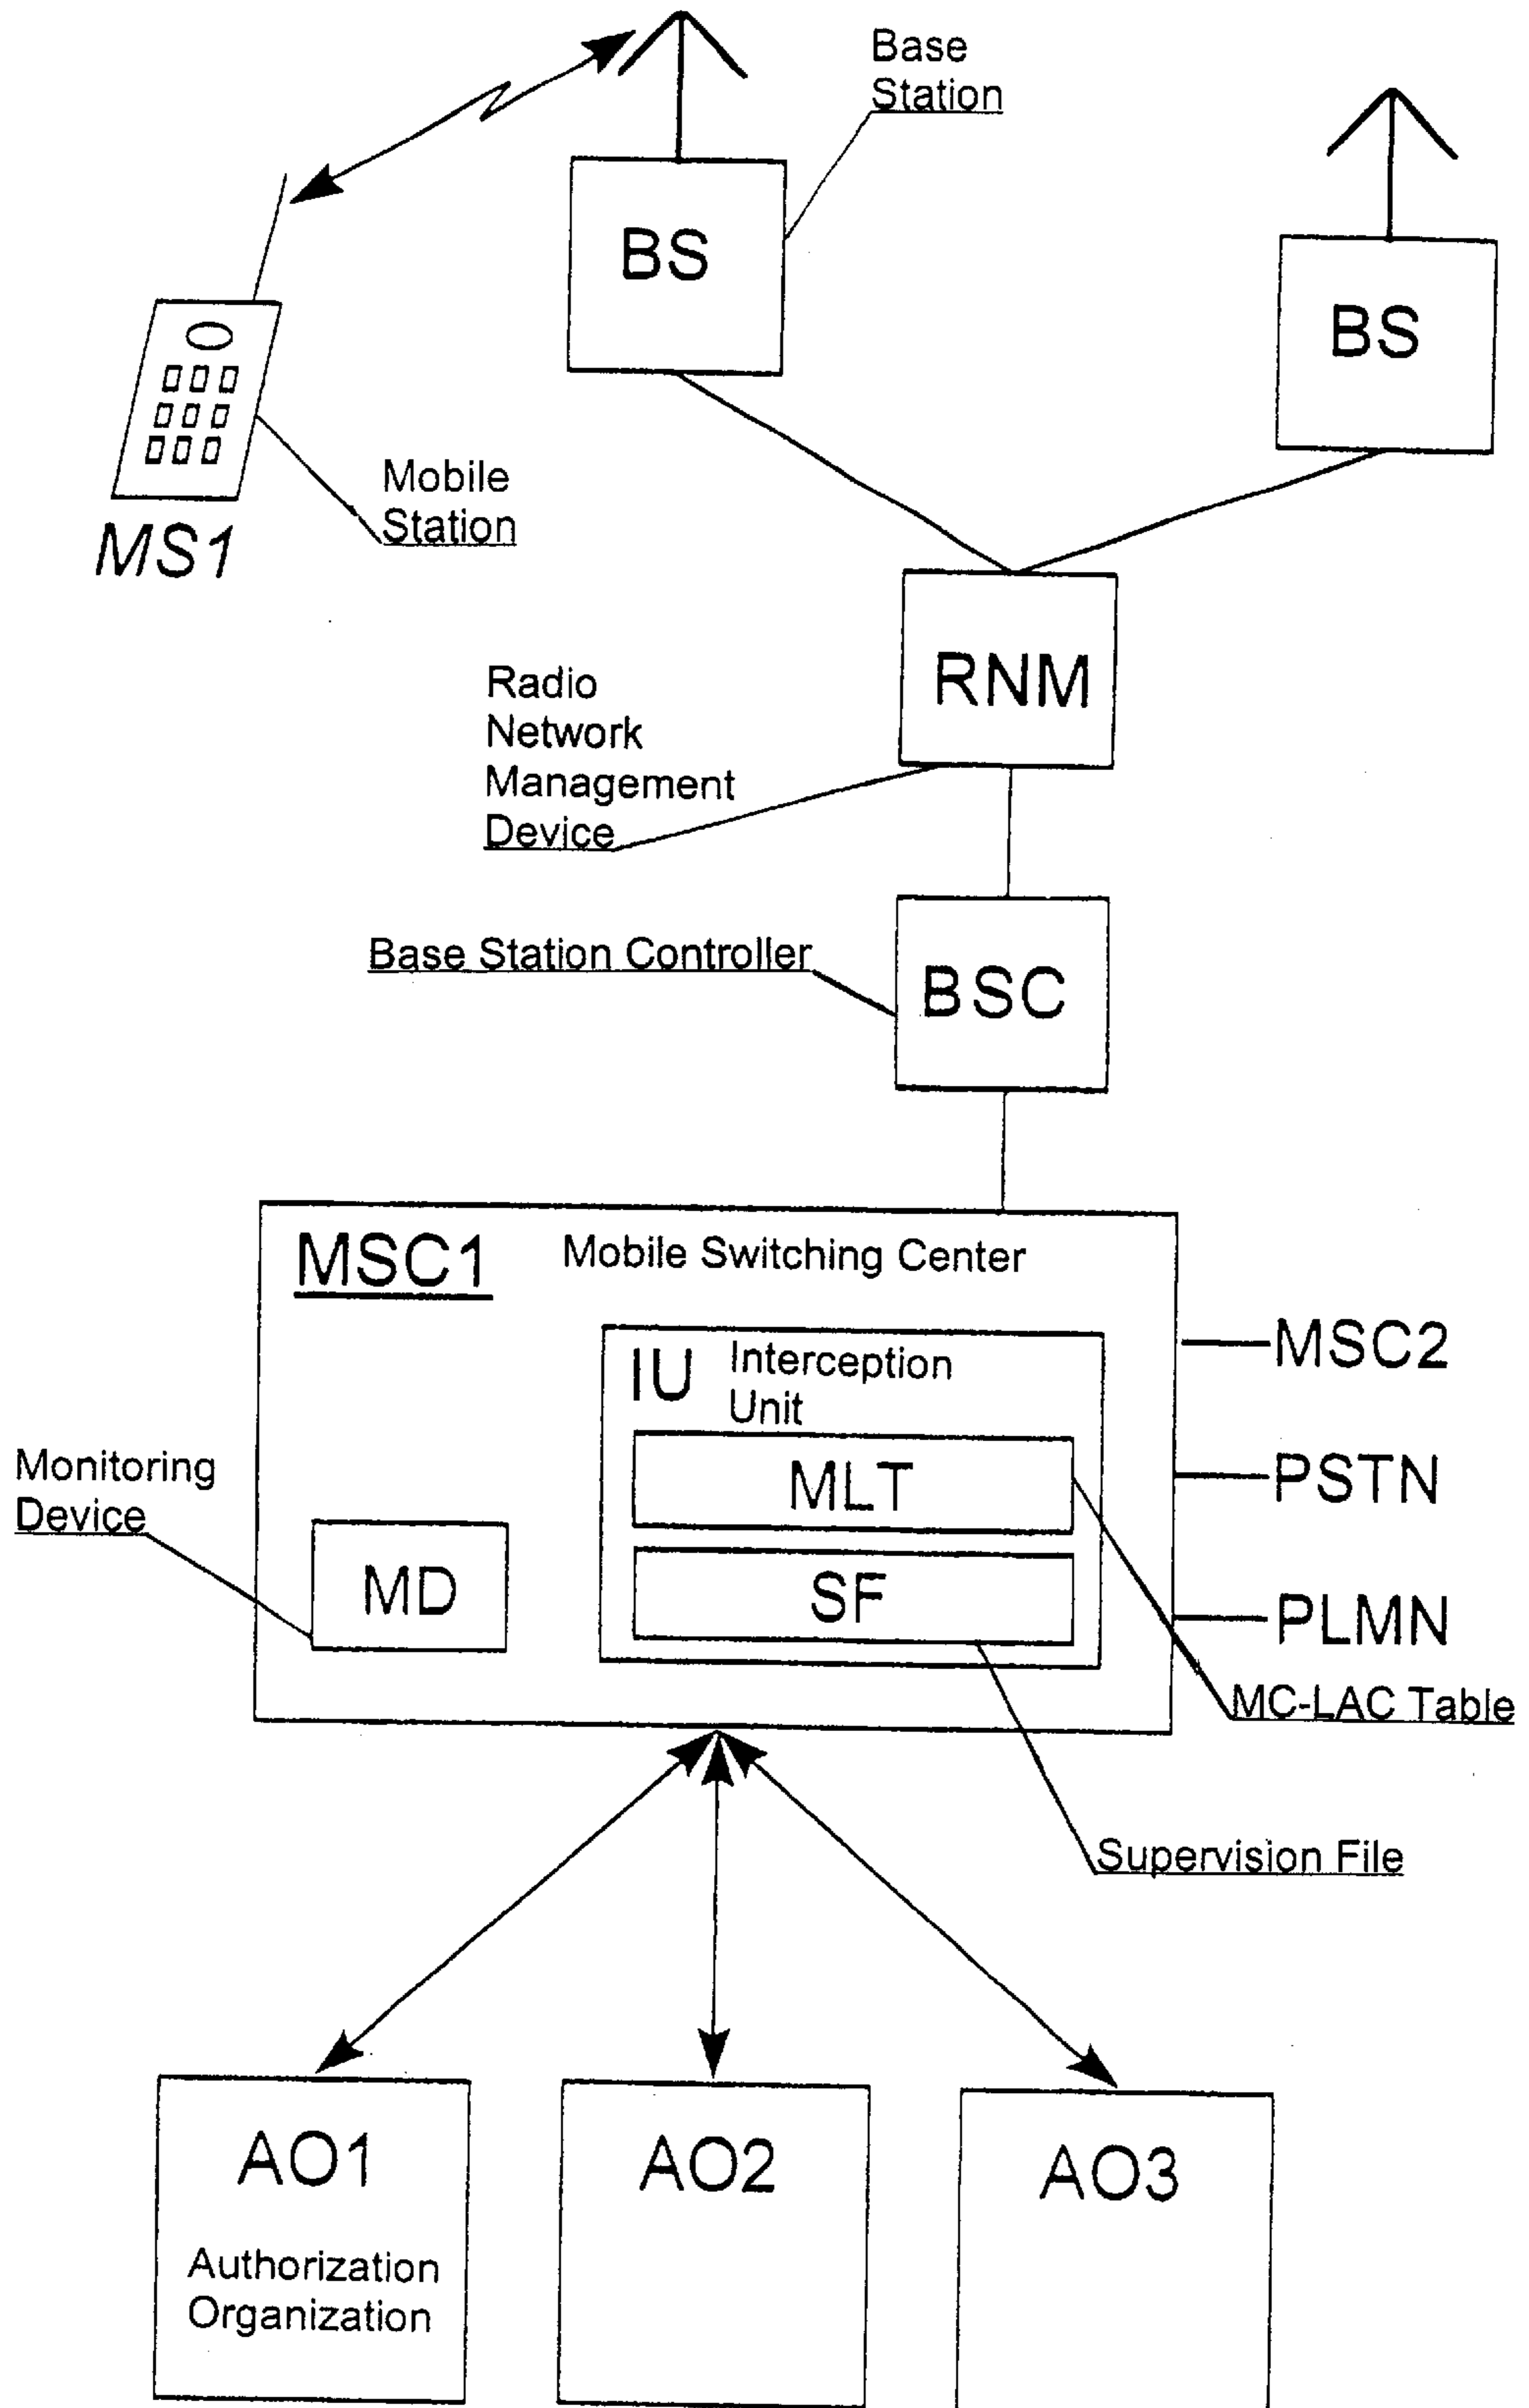 Base
Station
BS
BS
Mobile
Station
MS1
RNM
Radio
Network
Management
Device
Base Station Controller
BSC
MSC1
Mobile Switching Center
IU
Interception
Unit
MSC2
MLT
PSTN
Monitoring
Device
MD
SF
PLMN
MC-LAC Table
Supervision File
AO1
Authorization
Organization
AO2
AO3